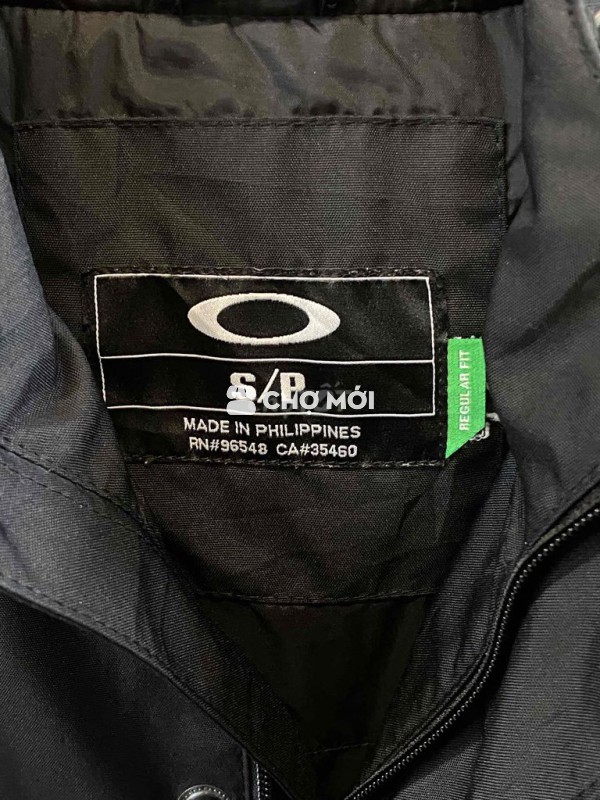 S/P
CHỢ MỚI
MADE IN PHILIPPINES
RN#96548 CA#35460
REGULAR FIT